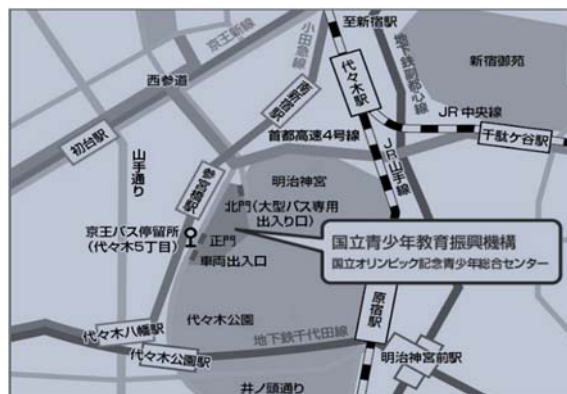 至新宿駅
京王新線
小田急線
地下鉄副都心線
新宿御苑
西参道
南新宿駅
代々木駅
JR中央線
千駄ケ谷駅
初台駅
山手通り
首都高速4号線
JR山手線
参宮橋駅
明治神宮
北門(大型バス専用
出入り口)
京王バス停留所
(代々木5丁目)
正門
車両出入口
国立青少年教育振興機構
国立オリンピック記念青少年総合センター
原宿駅
代々木公園
代々木八幡駅
代々木公園駅
地下鉄千代田線
明治神宮前駅
井ノ頭通り